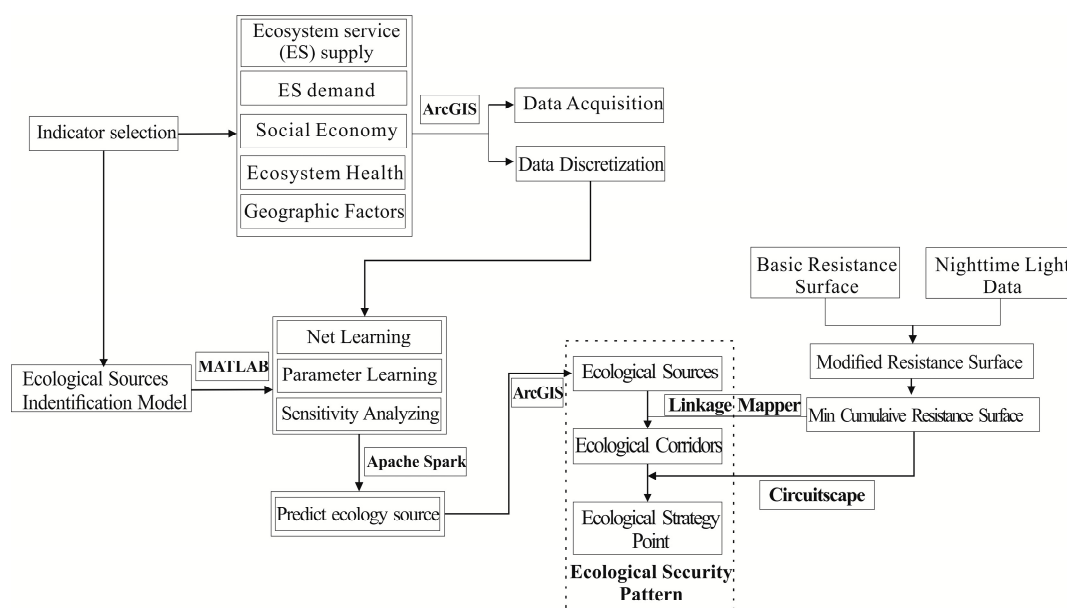 Ecosystem service
(ES) supply
ES demand
Social Economy
Ecosystem Health
Geographic Factors
Indicator selection
ArcGIS
Data Acquisition
Data Discretization
Basic Resistance
Surface
Nighttime Light
Data
Net Learning
Parameter Learning
Sensitivity Analyzing
MATLAB
Ecological Sources
Indentification Model
Apache Spark
Predict ecology source
ArcGIS
Ecological Sources
Linkage Mapper
Ecological Corridors
Modified Resistance Surface
Min Cumulaive Resistance Surface
Circuitscape
Ecological Strategy
Point
Ecological Security
Pattern